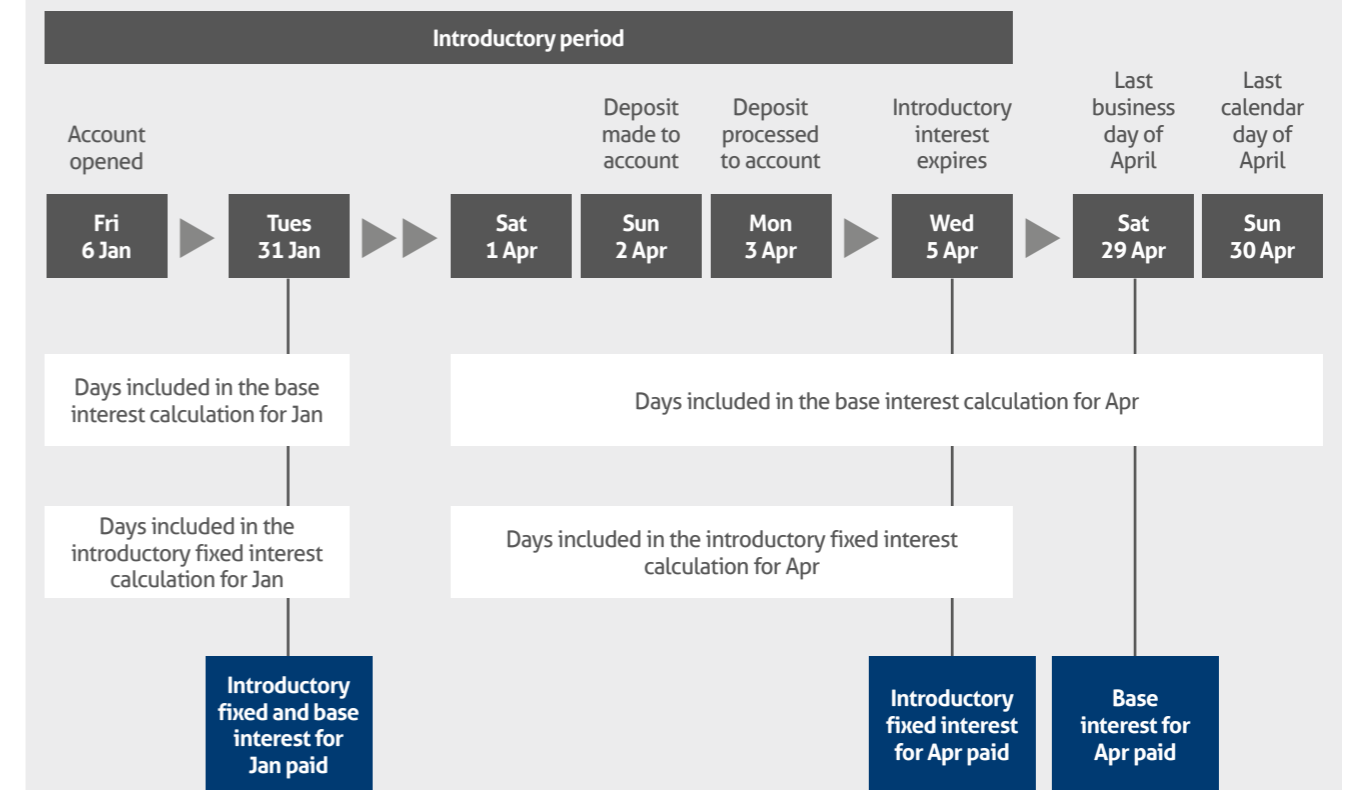 Introductory period
Account
opened
Deposit
made to
account
Deposit
processed
to account
Introductory
interest
expires
Last
business
day of
April
Last
calendar
day of
April
Fri
6 Jan
Tues
31 Jan
Sat
1 Apr
Sun
2 Apr
Mon
3 Apr
Wed
5 Apr
Sat
29 Apr
Sun
30 Apr
Days included in the base
interest calculation for Jan
Days included in the base interest calculation for Apr
Days included in the
introductory fixed interest
calculation for Jan
Days included in the introductory fixed interest
calculation for Apr
Introductory
fixed and base
interest for
Jan paid
Introductory
fixed interest
for Apr paid
Base
interest for
Apr paid